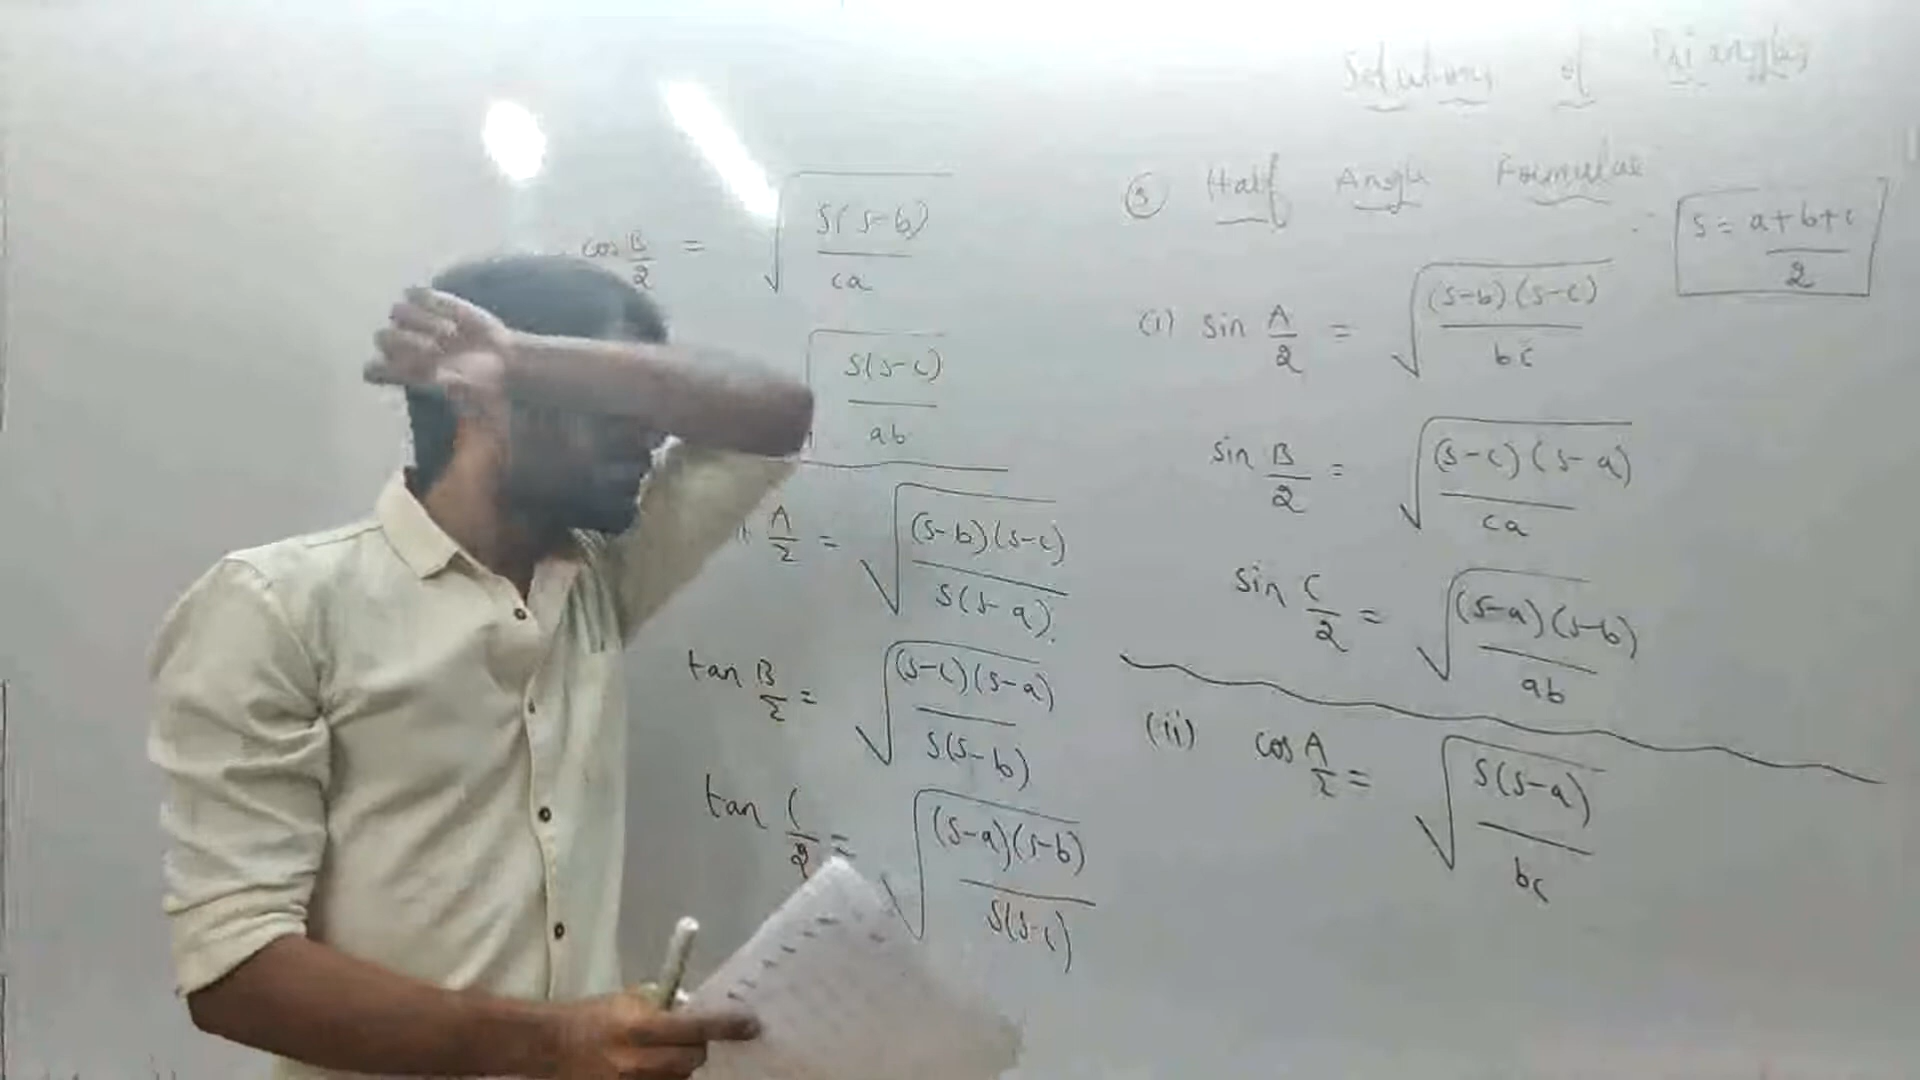 Solutions of Triangles
③ Half Angle Formulae
s = a+b+c / 2
(i) sin A/2 = √((s-b)(s-c) / bc)
sin B/2 = √((s-c)(s-a) / ca)
sin C/2 = √((s-a)(s-b) / ab)
(ii) cos A/2 = √(s(s-a) / bc)
cos B/2 = √(s(s-b) / ca)
√(s(s-c) / ab)
A/2 = √((s-b)(s-c) / s(s-a))
tan B/2 = √((s-c)(s-a) / s(s-b))
tan C/2 = √((s-a)(s-b) / s(s-c))